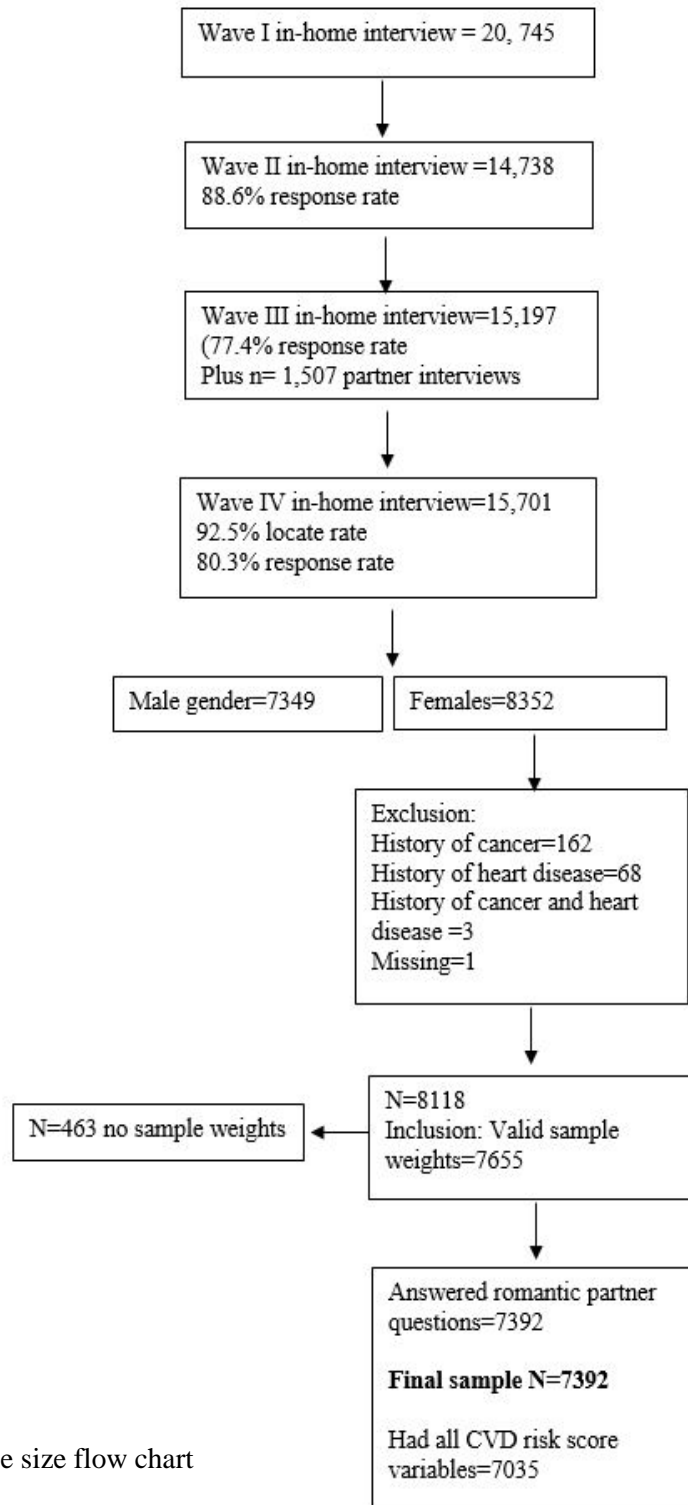 Wave I in-home interview = 20, 745
Wave II in-home interview =14,738
88.6% response rate
Wave III in-home interview=15,197
(77.4% response rate
Plus n= 1,507 partner interviews
Wave IV in-home interview=15,701
92.5% locate rate
80.3% response rate
Male gender=7349
Females=8352
Exclusion:
History of cancer=162
History of heart disease=68
History of cancer and heart
disease =3
Missing=1
N=463 no sample weights
N=8118
Inclusion: Valid sample
weights=7655
Answered romantic partner
questions=7392
Final sample N=7392
Had all CVD risk score
variables=7035
e size flow chart